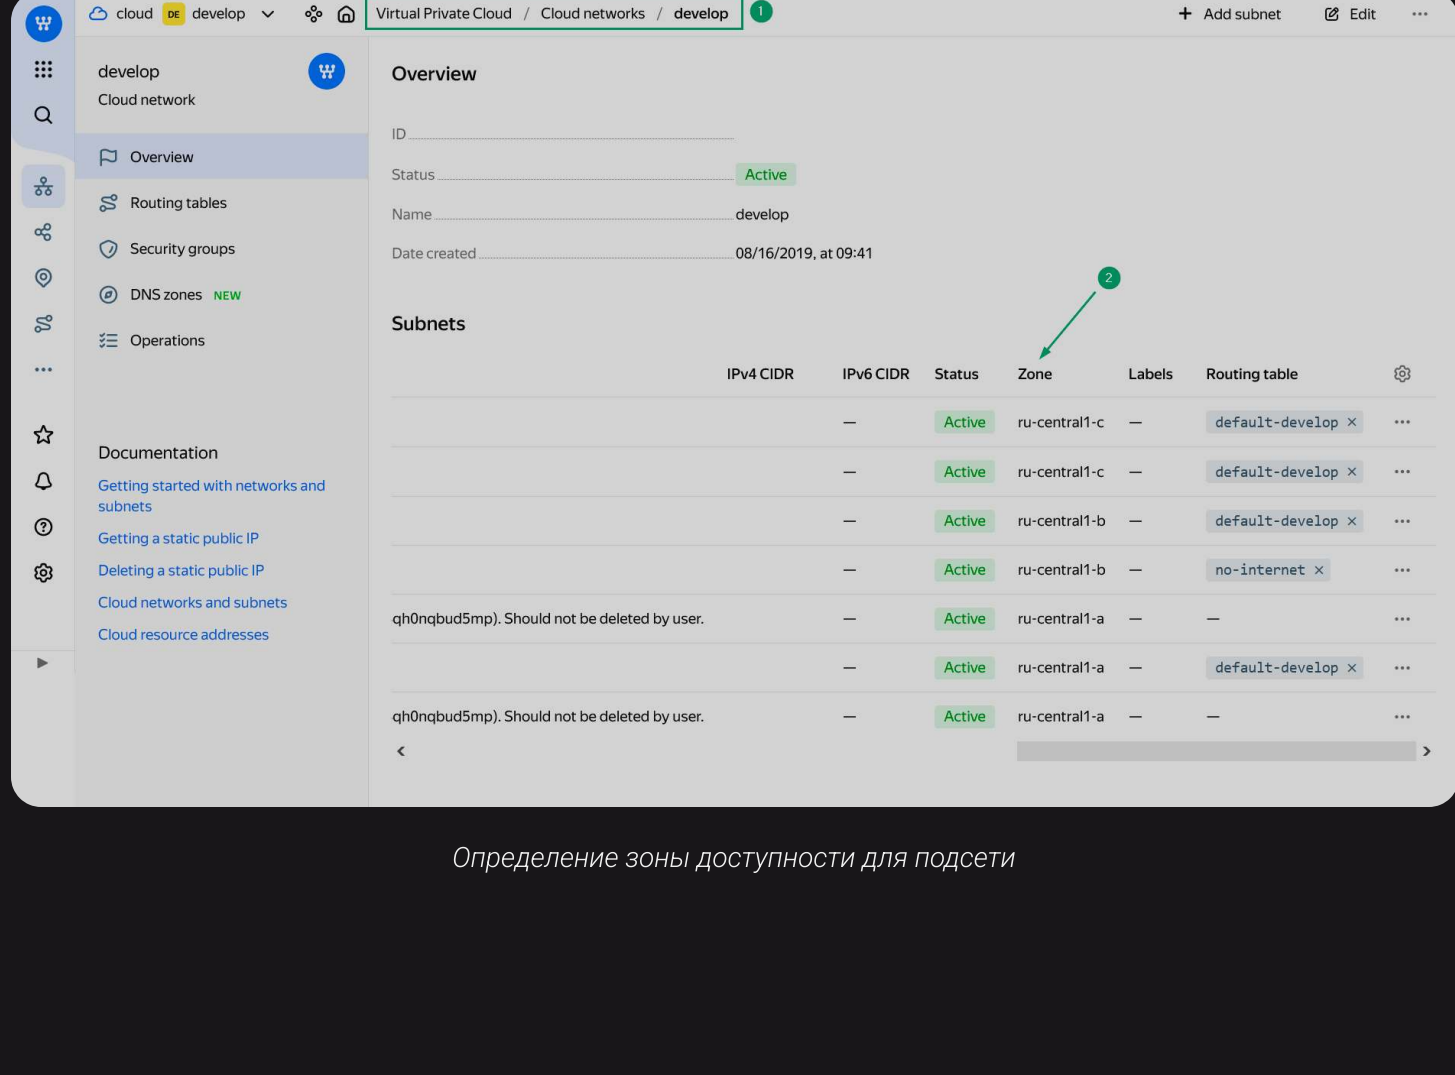 cloud DE develop Virtual Private Cloud / Cloud networks / develop 1 + Add subnet Edit
develop
Cloud network
Overview
Routing tables
Security groups
DNS zones NEW
Operations
Documentation
Getting started with networks and
subnets
Getting a static public IP
Deleting a static public IP
Cloud networks and subnets
Cloud resource addresses
Overview
ID
Status Active
Name develop
Date created 08/16/2019, at 09:41
2
Subnets
IPv4 CIDR IPv6 CIDR Status Zone Labels Routing table
— Active ru-central1-c — default-develop ×
— Active ru-central1-c — default-develop ×
— Active ru-central1-b — default-develop ×
— Active ru-central1-b — no-internet ×
qh0nqbud5mp). Should not be deleted by user. — Active ru-central1-a — —
— Active ru-central1-a — default-develop ×
qh0nqbud5mp). Should not be deleted by user. — Active ru-central1-a — —
Определение зоны доступности для подсети